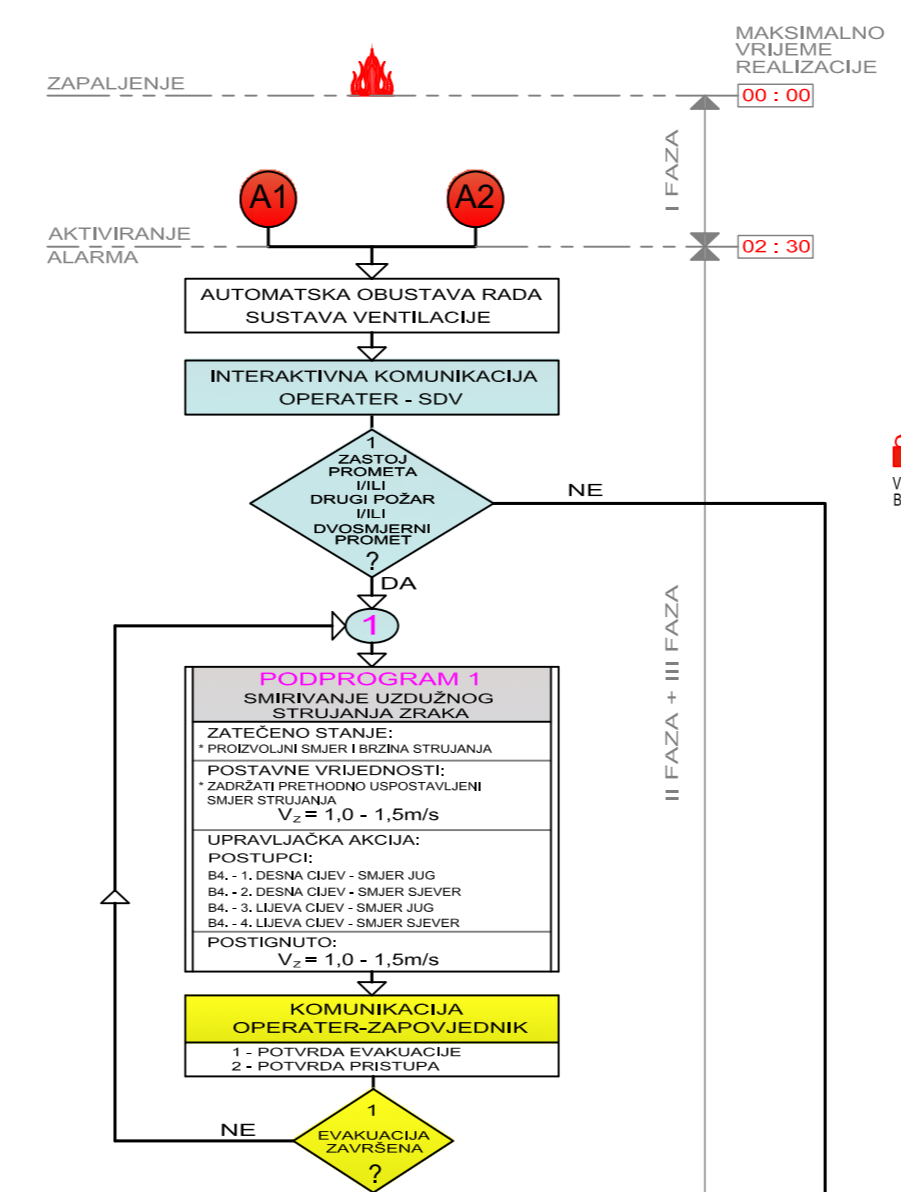 MAKSIMALNO
VRIJEME
REALIZACIJE
ZAPALJENJE
00 : 00
I FAZA
A1
A2
AKTIVIRANJE
ALARMA
02 : 30
AUTOMATSKA OBUSTAVA RADA
SUSTAVA VENTILACIJE
INTERAKTIVNA KOMUNIKACIJA
OPERATER - SDV
1
ZASTOJ
PROMETA
I/ILI
DRUGI POŽAR
I/ILI
DVOSMJERNI
PROMET
?
NE
V
B
DA
1
II FAZA + III FAZA
PODPROGRAM 1
SMIRIVANJE UZDUŽNOG
STRUJANJA ZRAKA
ZATEČENO STANJE:
* PROIZVOLJNI SMJER I BRZINA STRUJANJA
POSTAVNE VRIJEDNOSTI:
* ZADRŽATI PRETHODNO USPOSTAVLJENI
SMJER STRUJANJA
Vz = 1,0 - 1,5m/s
UPRAVLJAČKA AKCIJA:
POSTUPCI:
B4. - 1. DESNA CIJEV - SMJER JUG
B4. - 2. DESNA CIJEV - SMJER SJEVER
B4. - 3. LIJEVA CIJEV - SMJER JUG
B4. - 4. LIJEVA CIJEV - SMJER SJEVER
POSTIGNUTO:
Vz = 1,0 - 1,5m/s
KOMUNIKACIJA
OPERATER-ZAPOVJEDNIK
1 - POTVRDA EVAKUACIJE
2 - POTVRDA PRISTUPA
NE
1
EVAKUACIJA
ZAVRŠENA
?